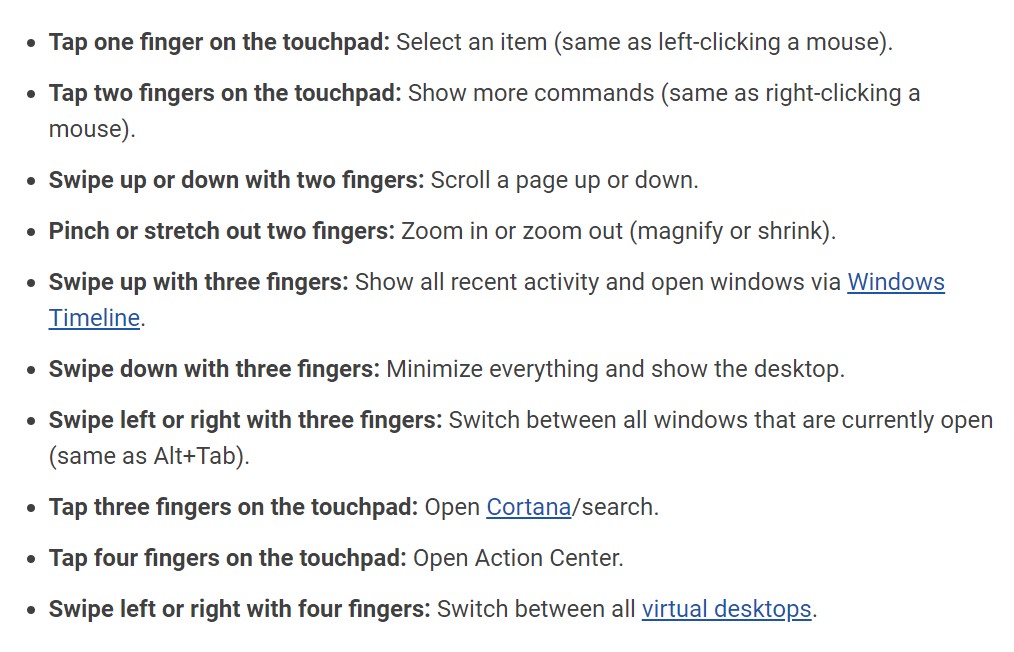 Tap one finger on the touchpad: Select an item (same as left-clicking a mouse).
Tap two fingers on the touchpad: Show more commands (same as right-clicking a
mouse).
Swipe up or down with two fingers: Scroll a page up or down.
Pinch or stretch out two fingers: Zoom in or zoom out (magnify or shrink).
Swipe up with three fingers: Show all recent activity and open windows via Windows
Timeline.
Swipe down with three fingers: Minimize everything and show the desktop.
Swipe left or right with three fingers: Switch between all windows that are currently open
(same as Alt+Tab).
Tap three fingers on the touchpad: Open Cortana/search.
Tap four fingers on the touchpad: Open Action Center.
Swipe left or right with four fingers: Switch between all virtual desktops.